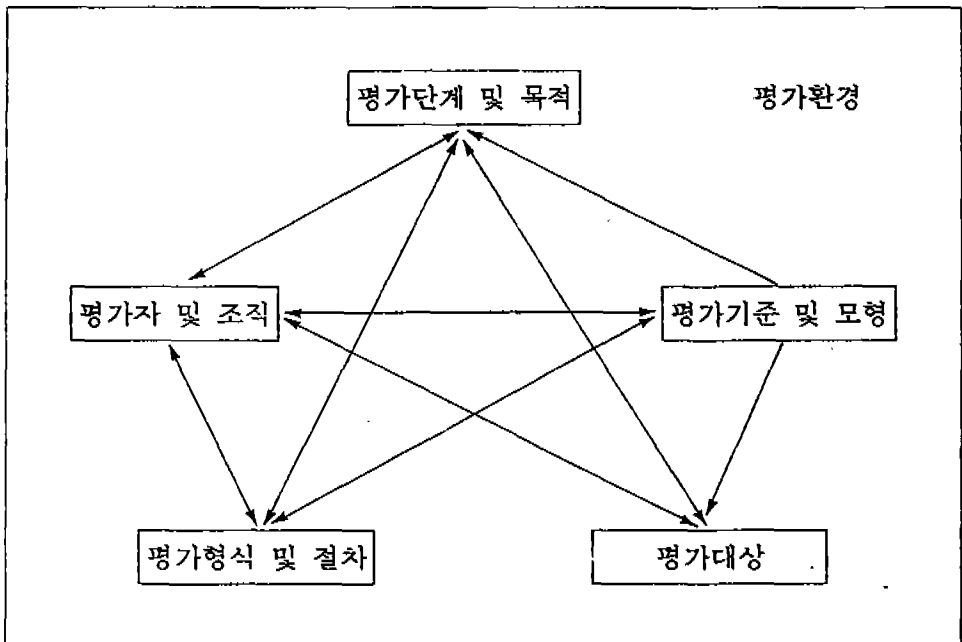 평가단계 및 목적
평가환경
평가자 및 조직
평가기준 및 모형
평가형식 및 절차
평가대상